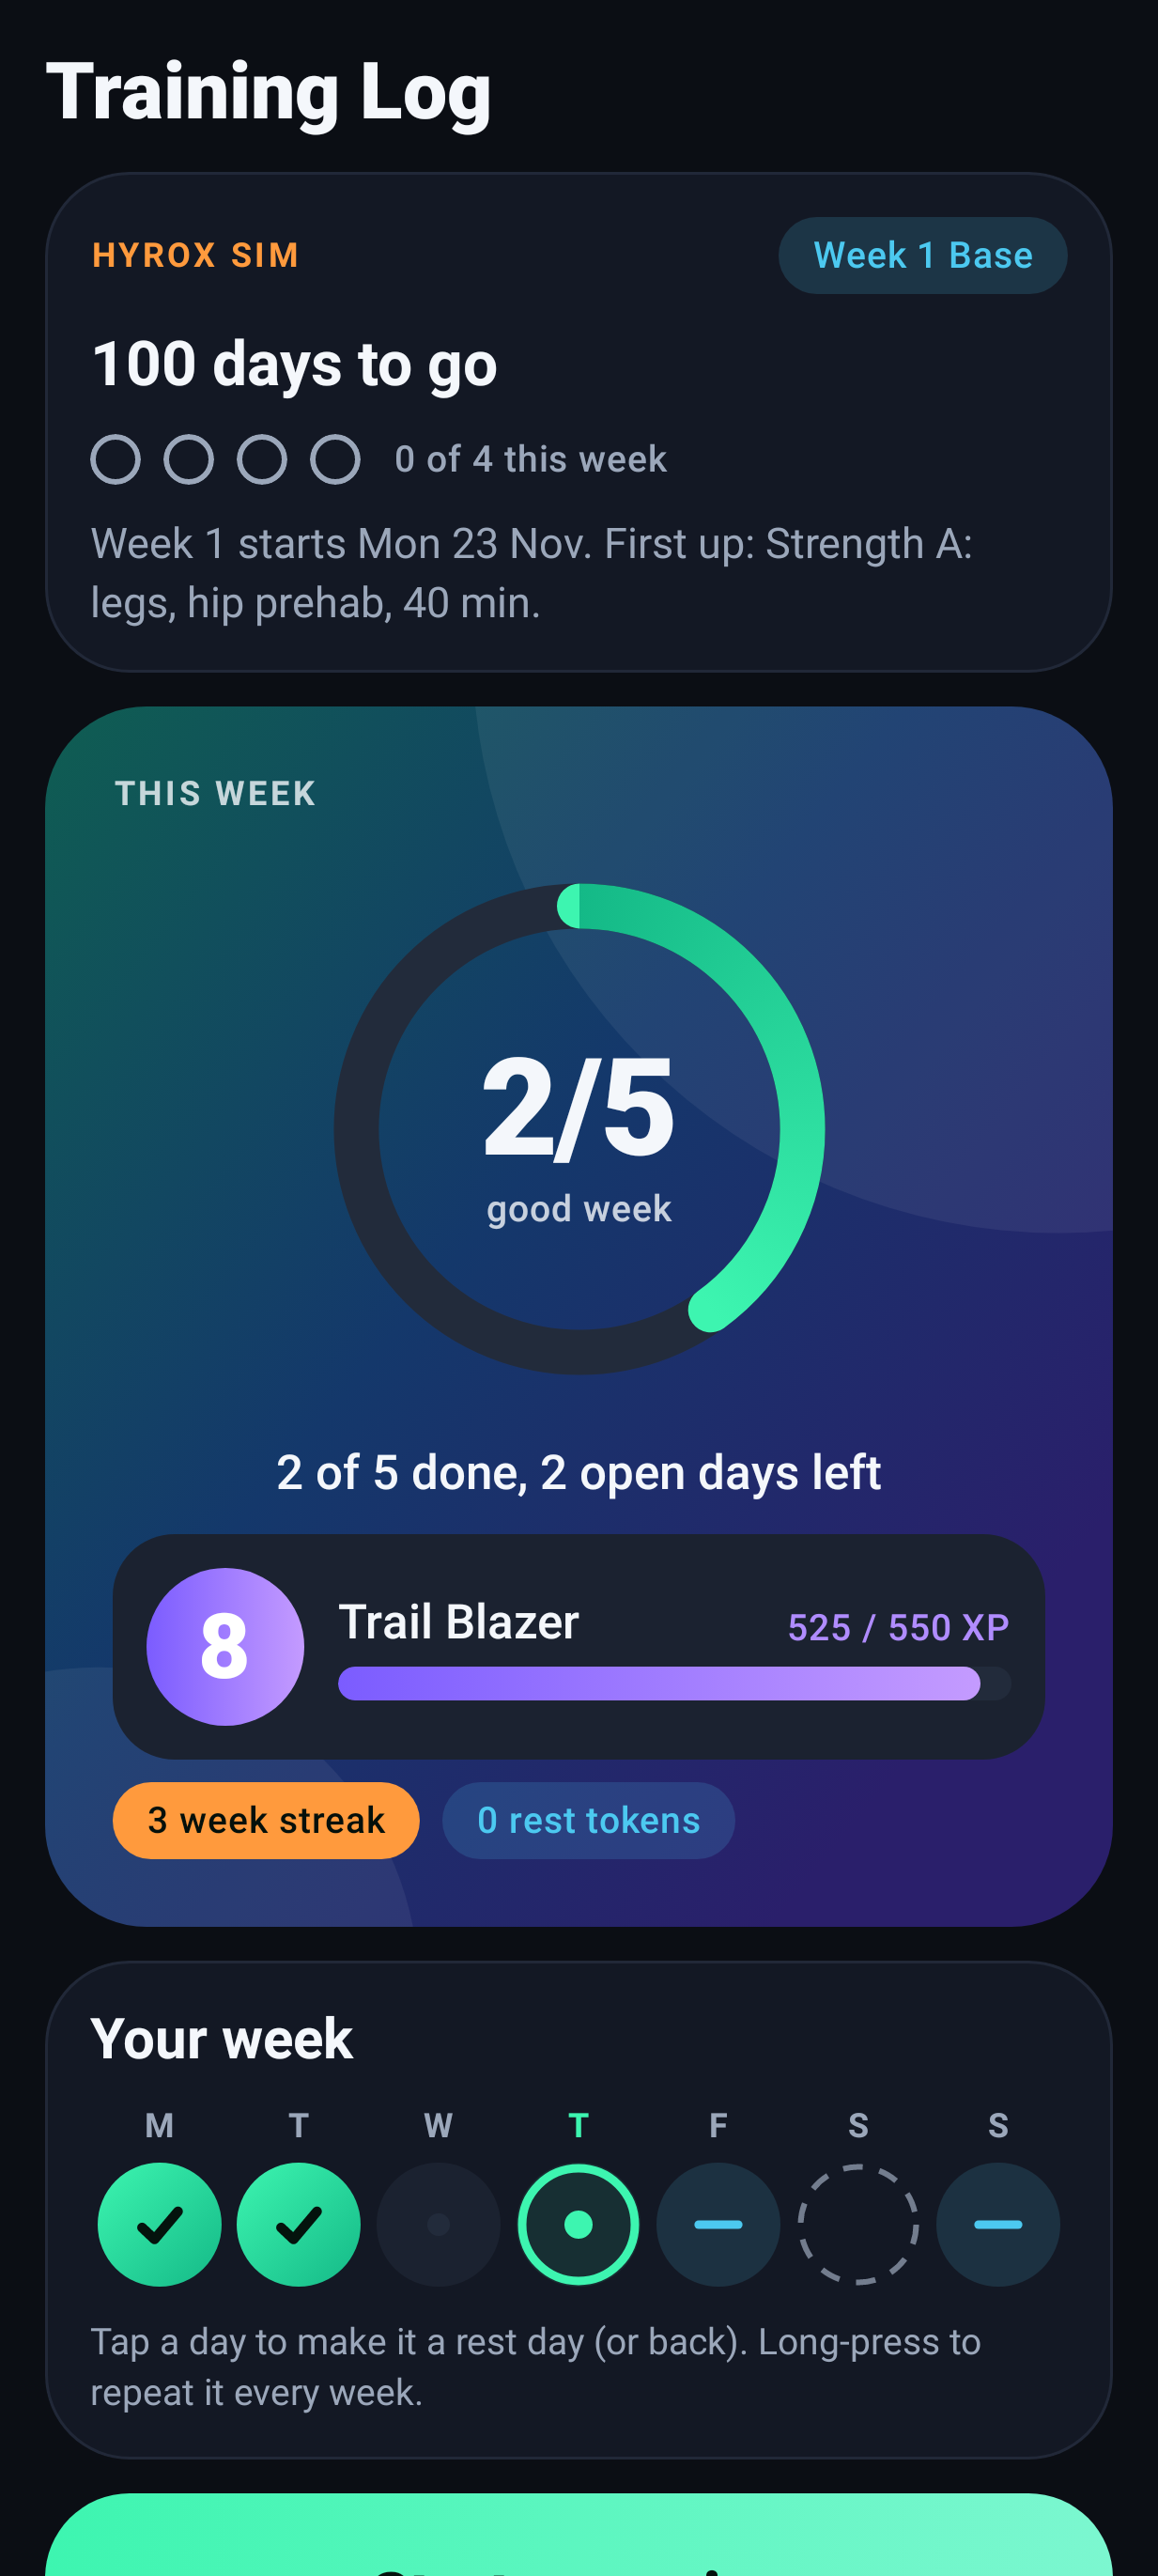 Training Log
HYROX SIM
Week 1 Base
100 days to go
0 of 4 this week
Week 1 starts Mon 23 Nov. First up: Strength A:
legs, hip prehab, 40 min.
THIS WEEK
2/5
good week
2 of 5 done, 2 open days left
8
Trail Blazer
525 / 550 XP
3 week streak
0 rest tokens
Your week
M T W T F S S
Tap a day to make it a rest day (or back). Long-press to
repeat it every week.